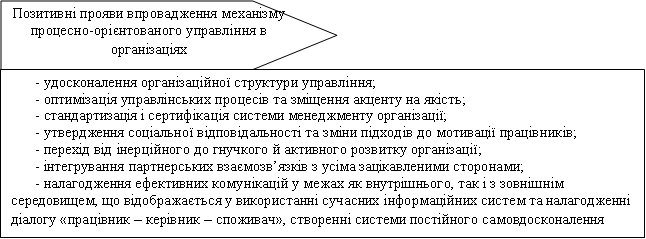 Позитивні прояви впровадження механізму
процесно-орієнтованого управління в
організаціях
- удосконалення організаційної структури управління;
- оптимізація управлінських процесів та зміщення акценту на якість;
- стандартизація і сертифікація системи менеджменту організації;
- утвердження соціальної відповідальності та зміни підходів до мотивації працівників;
- перехід від інерційного до гнучкого й активного розвитку організації;
- інтегрування партнерських взаємозв’язків з усіма зацікавленими сторонами;
- налагодження ефективних комунікацій у межах як внутрішнього, так і з зовнішнім
середовищем, що відображається у використанні сучасних інформаційних систем та налагодженні
діалогу «працівник – керівник – споживач», створенні системи постійного самовдосконалення